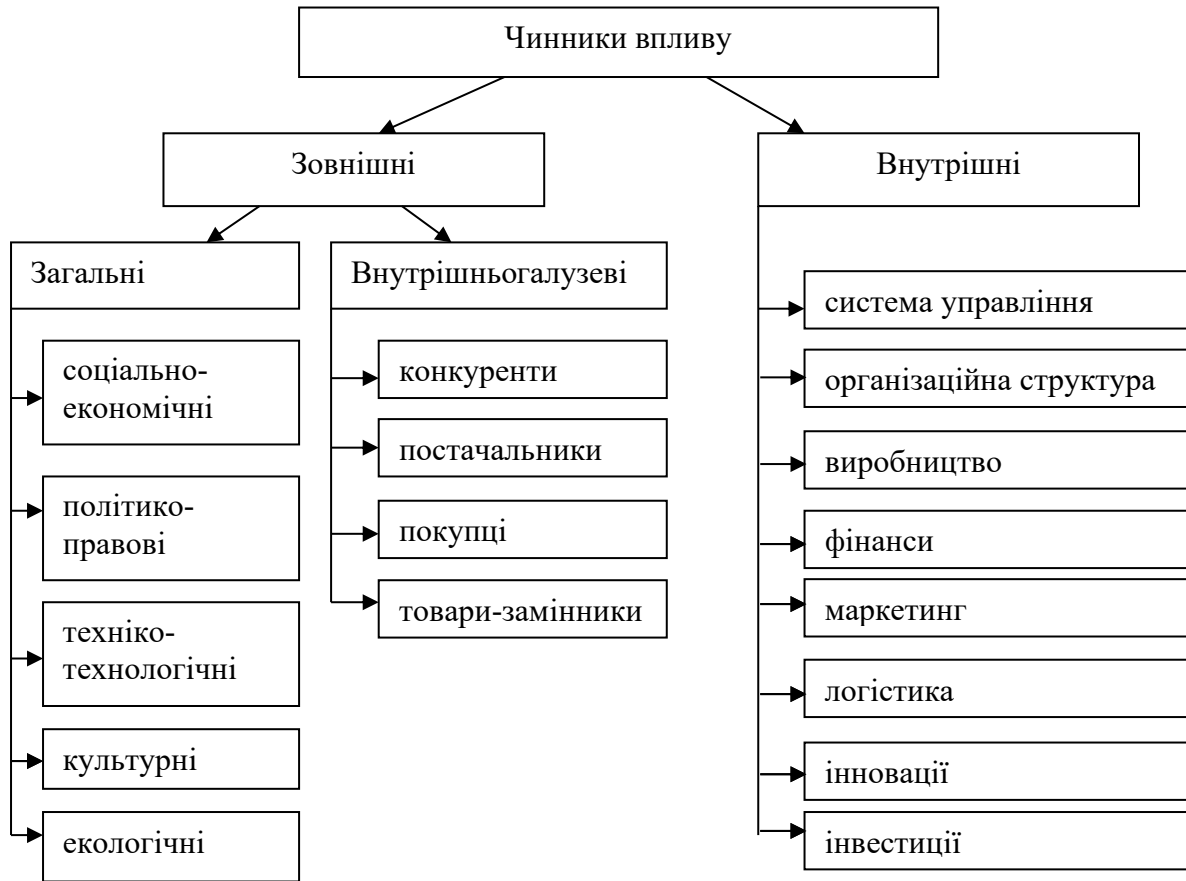 Чинники впливу
Зовнішні
Внутрішні
Загальні
соціально-
економічні
політико-
правові
техніко-
технологічні
культурні
екологічні
Внутрішньогалузеві
конкуренти
постачальники
покупці
товари-замінники
система управління
організаційна структура
виробництво
фінанси
маркетинг
логістика
інновації
інвестиції